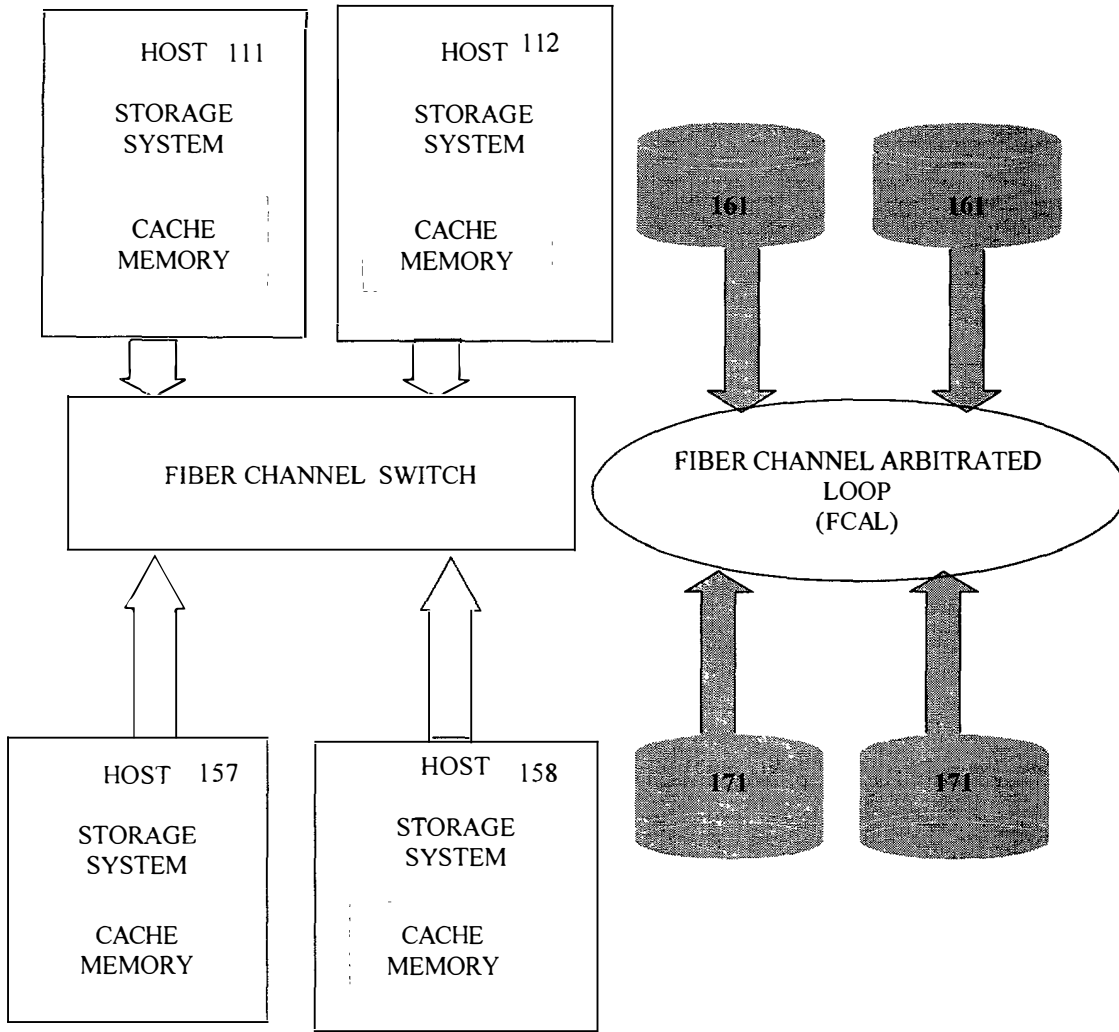 HOST 111
STORAGE
SYSTEM
CACHE
MEMORY
HOST 112
STORAGE
SYSTEM
CACHE
MEMORY
161
161
FIBER CHANNEL SWITCH
FIBER CHANNEL ARBITRATED
LOOP
(FCAL)
HOST 157
STORAGE
SYSTEM
CACHE
MEMORY
HOST 158
STORAGE
SYSTEM
CACHE
MEMORY
171
171